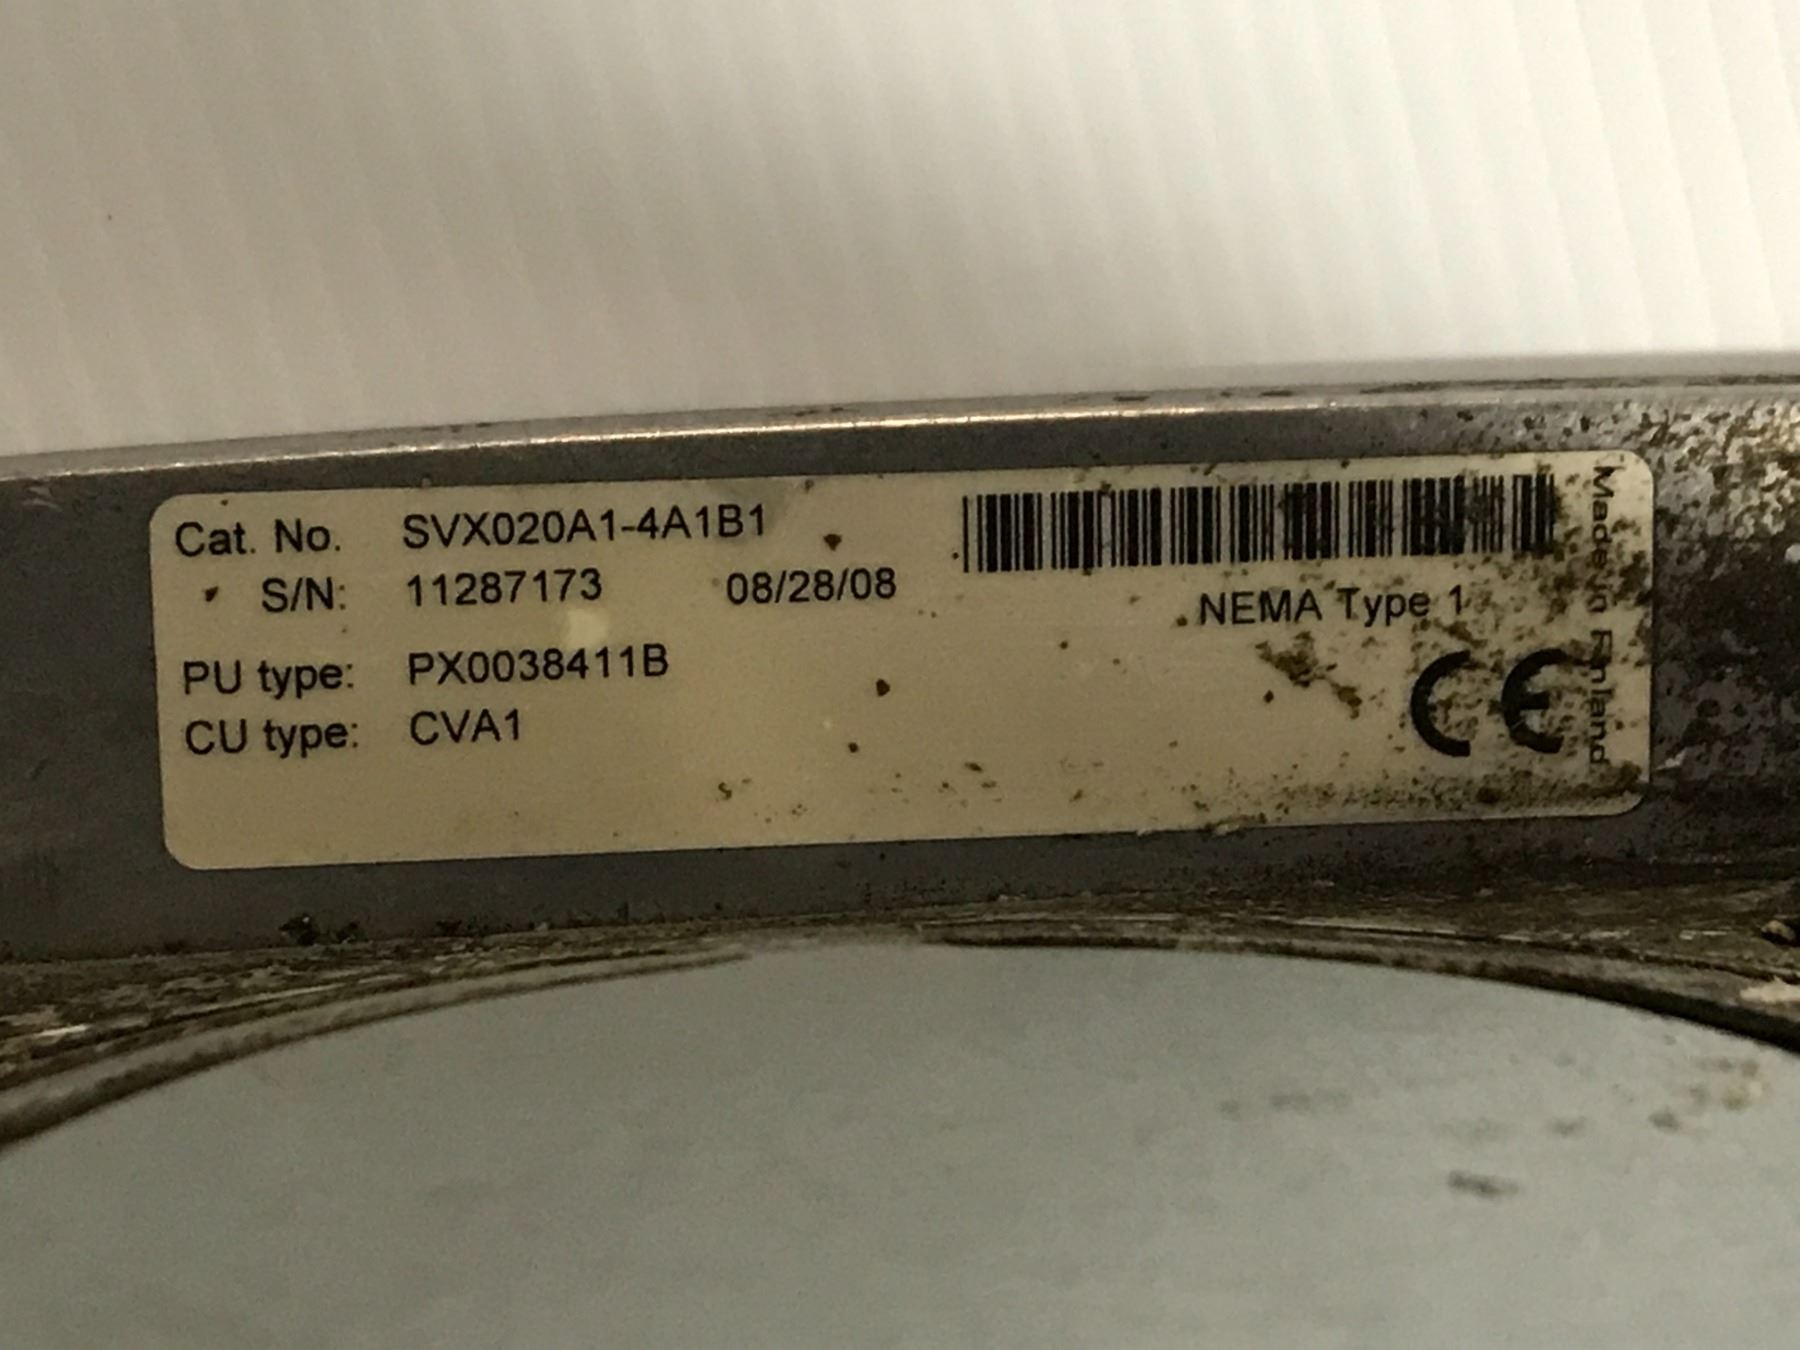 Cat. No. SVX020A1-4A1B1
S/N: 11287173 08/28/08
NEMA Type 1
PU type: PX0038411B
CU type: CVA1
CE
Made in Finland